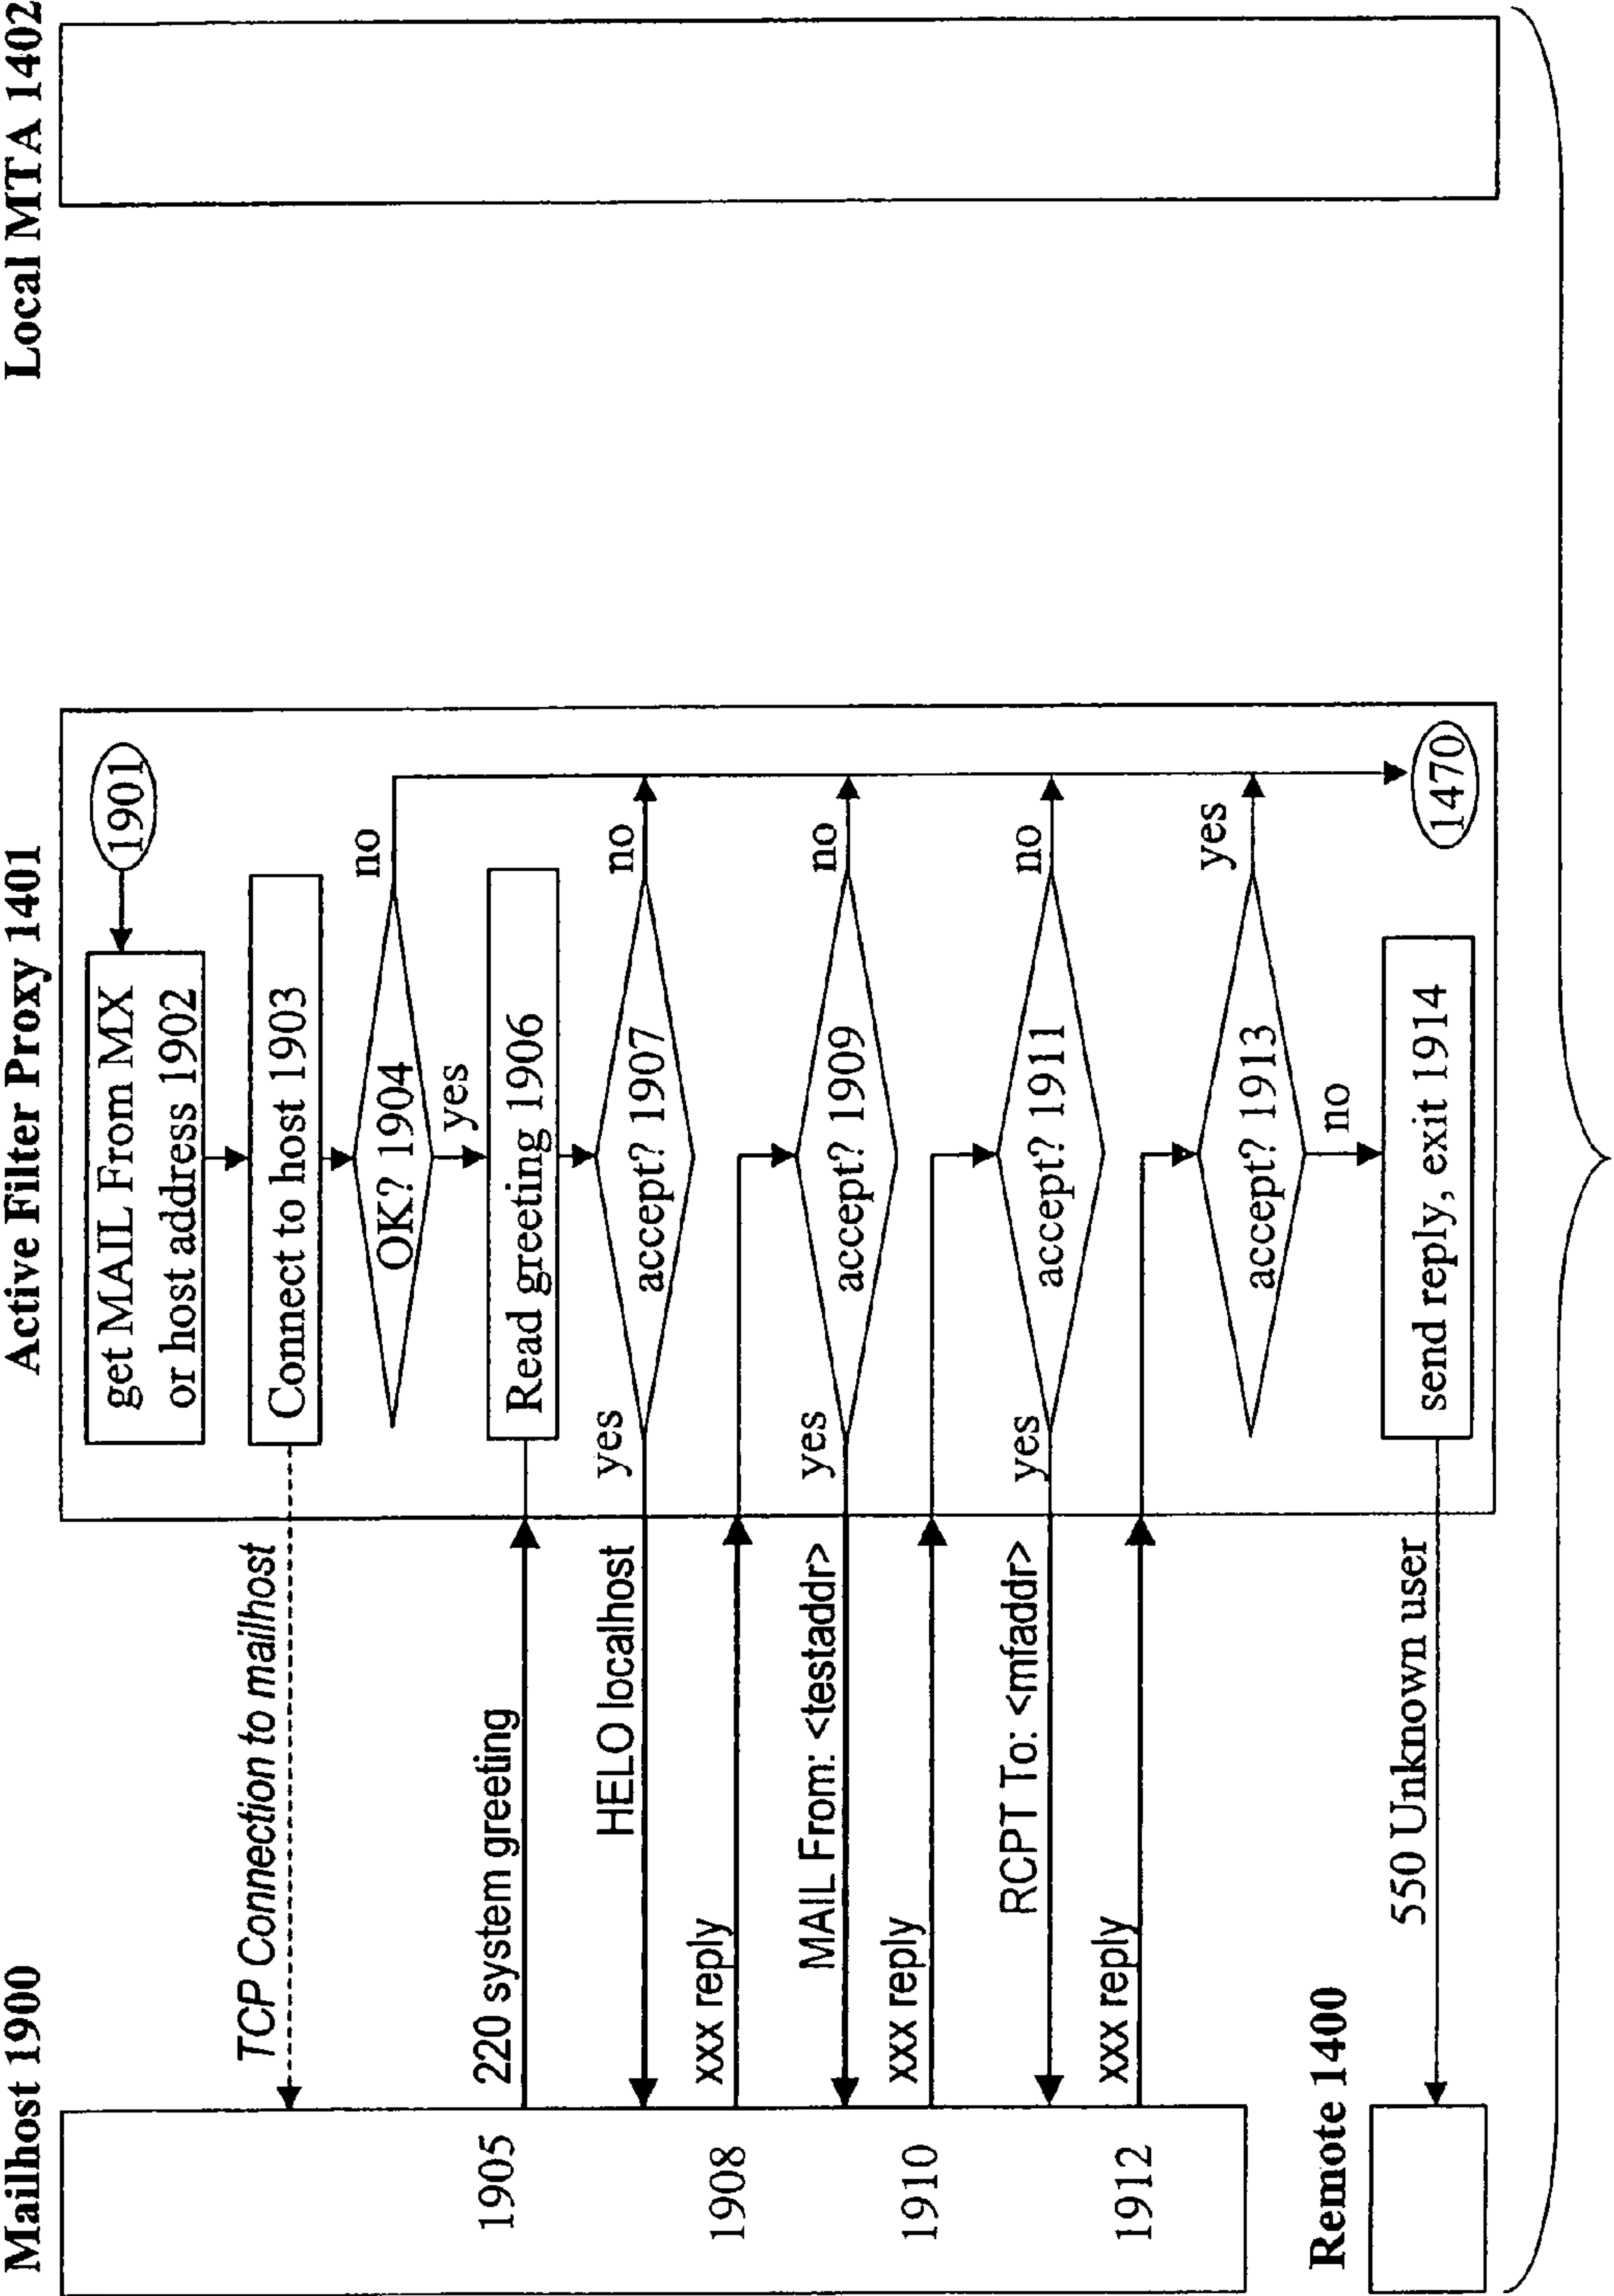 Mailhost 1900
Active Filter Proxy 1401
Local MTA 1402
get MAIL From MX
or host address 1902
1901
TCP Connection to mailhost
Connect to host 1903
OK? 1904
no
yes
1905
220 system greeting
Read greeting 1906
HELO localhost
yes
accept? 1907
no
1908
xxx reply
MAIL From: <testaddr>
yes
accept? 1909
no
1910
xxx reply
RCPT To: <mfaddr>
yes
accept? 1911
no
1912
xxx reply
accept? 1913
yes
no
Remote 1400
550 Unknown user
send reply, exit 1914
1470